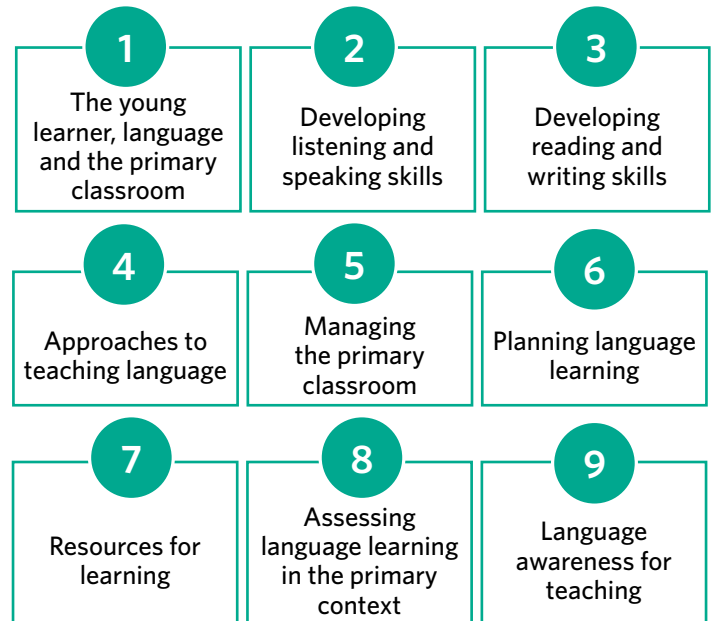 1
The young
learner, language
and the primary
classroom
2
Developing
listening and
speaking skills
3
Developing
reading and
writing skills
4
Approaches to
teaching language
5
Managing
the primary
classroom
6
Planning language
learning
7
Resources for
learning
8
Assessing
language learning
in the primary
context
9
Language
awareness for
teaching